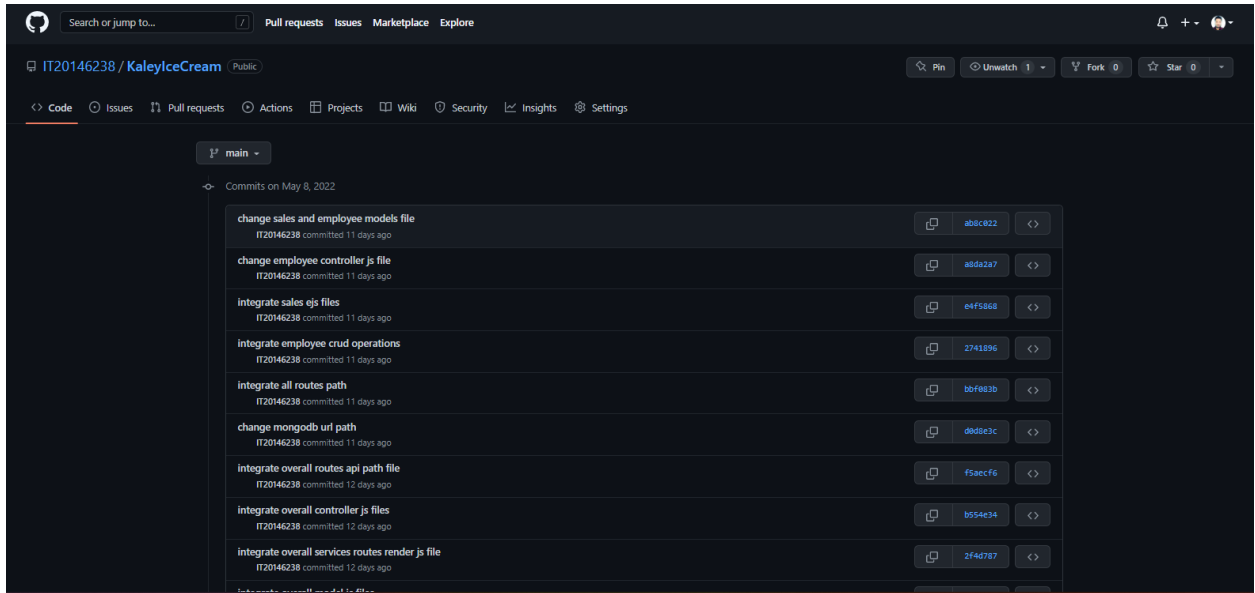 Search or jump to... /
Pull requests Issues Marketplace Explore
IT20146238 / KaleyIceCream Public
Pin Unwatch 1 Fork 0 Star 0
Code Issues Pull requests Actions Projects Wiki Security Insights Settings
main
Commits on May 8, 2022
change sales and employee models file
IT20146238 committed 11 days ago
ab8c022
change employee controller js file
IT20146238 committed 11 days ago
a8da2a7
integrate sales ejs files
IT20146238 committed 11 days ago
e4f5868
integrate employee crud operations
IT20146238 committed 11 days ago
2741896
integrate all routes path
IT20146238 committed 11 days ago
bbf083b
change mongodb url path
IT20146238 committed 11 days ago
d0d8e3c
integrate overall routes api path file
IT20146238 committed 12 days ago
f5aecf6
integrate overall controller js files
IT20146238 committed 12 days ago
b554e34
integrate overall services routes render js file
IT20146238 committed 12 days ago
2f4d787
integrate overall model js files